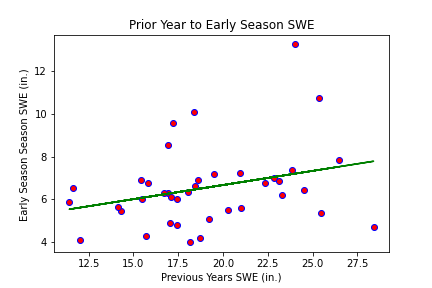 Prior Year to Early Season SWE
Early Season Season SWE (in.)
12
10
8
6
4
12.5 15.0 17.5 20.0 22.5 25.0 27.5
Previous Years SWE (in.)